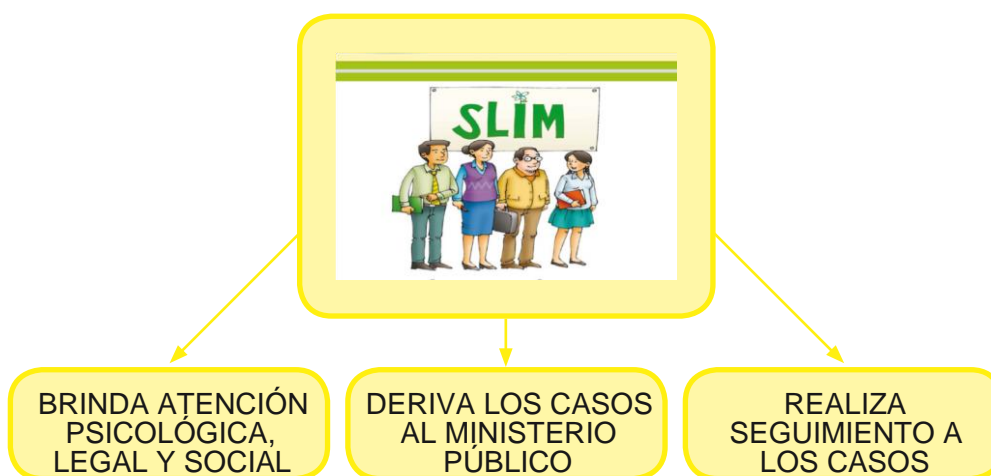 SLIM
BRINDA ATENCIÓN
PSICOLÓGICA,
LEGAL Y SOCIAL
DERIVA LOS CASOS
AL MINISTERIO
PÚBLICO
REALIZA
SEGUIMIENTO A
LOS CASOS